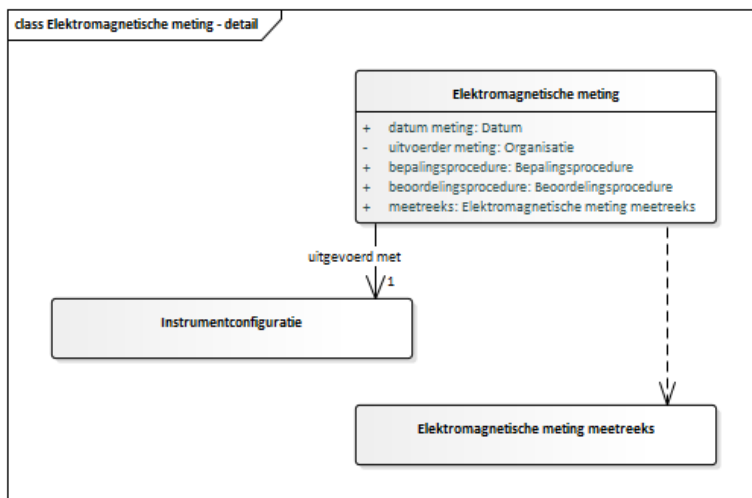 class Elektromagnetische meting - detail
Elektromagnetische meting
+ datum meting: Datum
- uitvoerder meting: Organisatie
+ bepalingsprocedure: Bepalingsprocedure
+ beoordelingsprocedure: Beoordelingsprocedure
+ meetreeks: Elektromagnetische meting meetreeks
uitgevoerd met
1
Instrumentconfiguratie
Elektromagnetische meting meetreeks